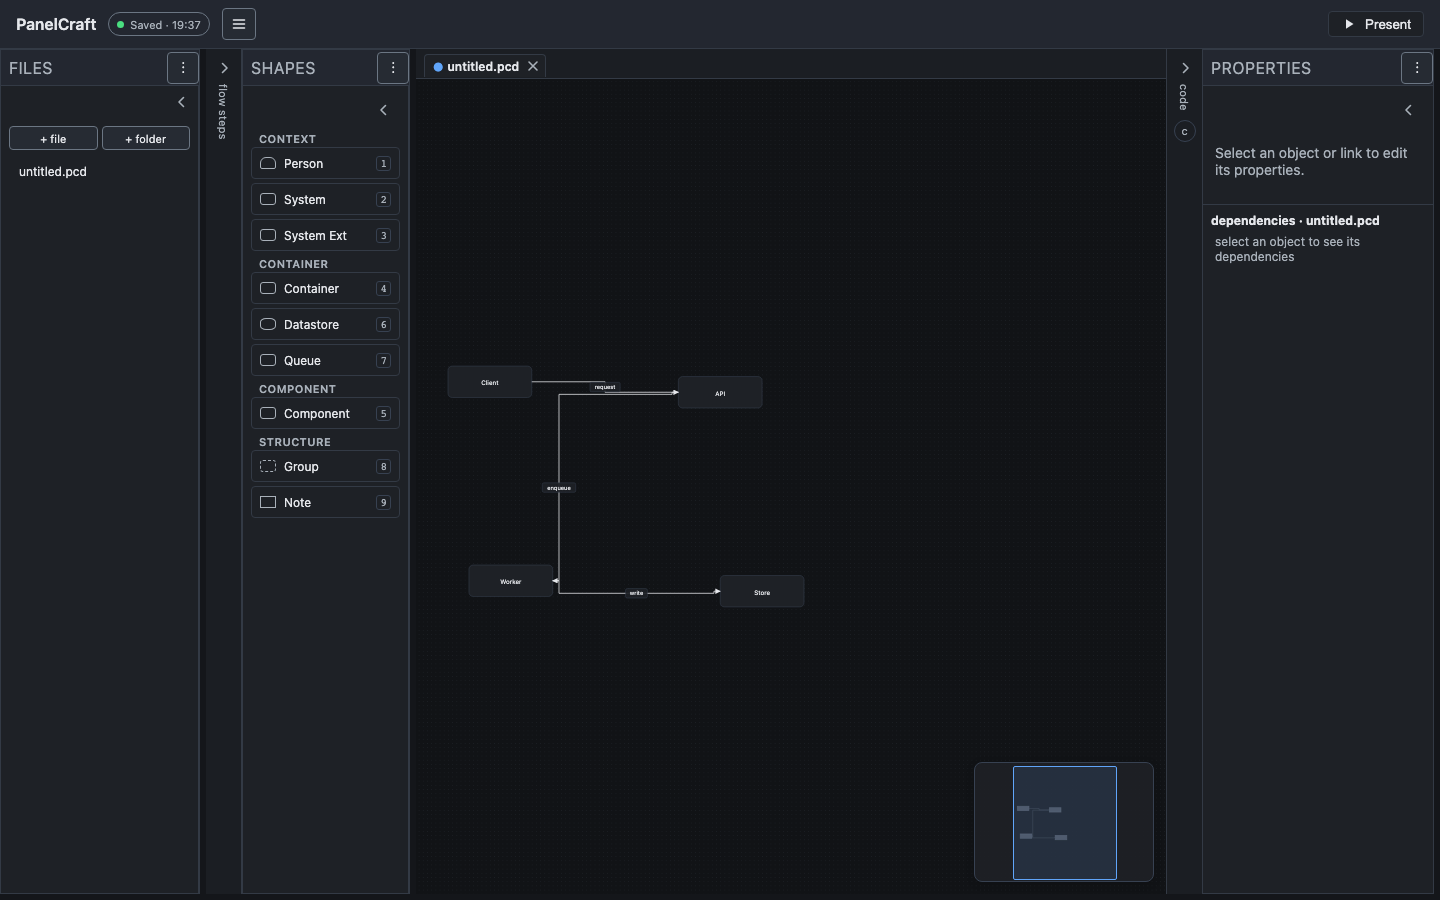 PanelCraft
Saved · 19:37
Present
FILES
+ file
+ folder
untitled.pcd
flow steps
SHAPES
CONTEXT
Person 1
System 2
System Ext 3
CONTAINER
Container 4
Datastore 6
Queue 7
COMPONENT
Component 5
STRUCTURE
Group 8
Note 9
untitled.pcd
Client
request
API
enqueue
Worker
write
Store
code
c
PROPERTIES
Select an object or link to edit
its properties.
dependencies · untitled.pcd
select an object to see its
dependencies